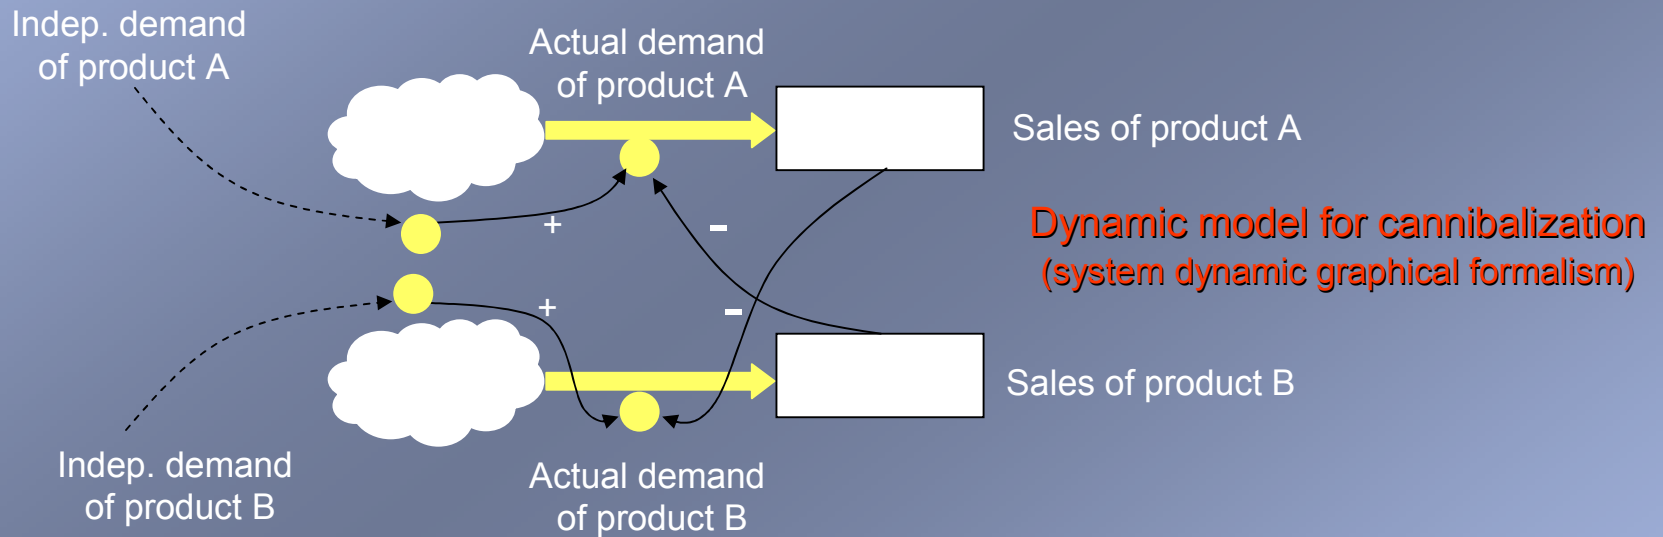 Indep. demand
of product A
Actual demand
of product A
Sales of product A
+
-
Dynamic model for cannibalization
(system dynamic graphical formalism)
+
-
Sales of product B
Indep. demand
of product B
Actual demand
of product B